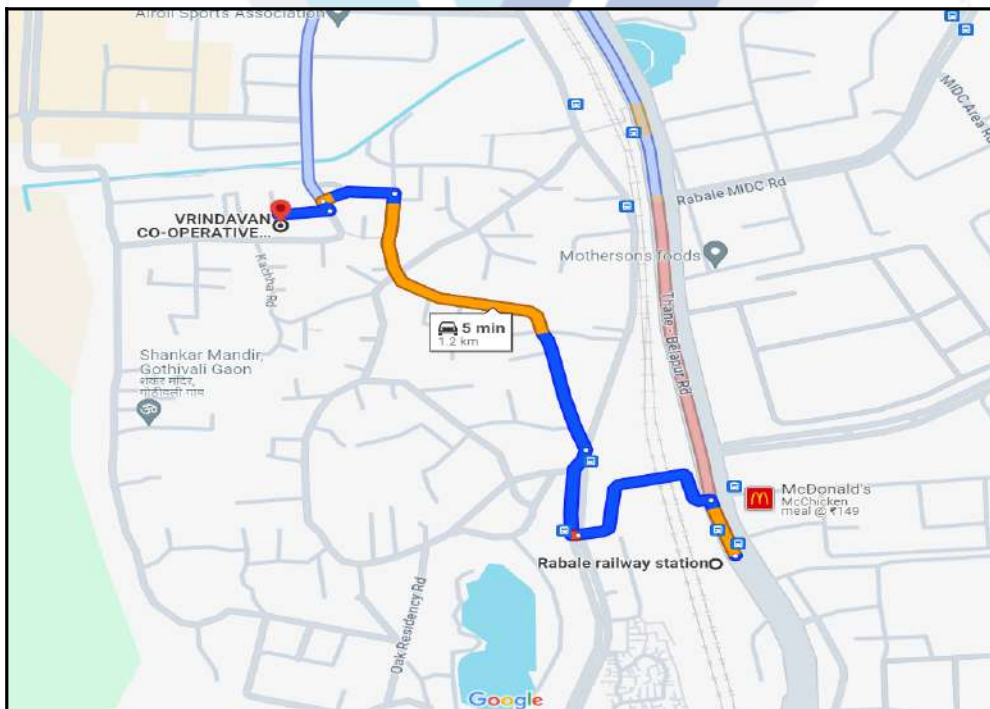 Airoli Sports Association
MIDC Area Rd
Rabale MIDC Rd
VRINDAVAN
CO-OPERATIVE...
Kachha Rd
Mothersons foods
Thane - Belapur Rd
5 min
1.2 km
Shankar Mandir,
Gothivali Gaon
शंकर मंदिर,
गोठीवली गाव
McDonald's
McChicken
meal @ ₹149
Rabale railway station
Oak Residency Rd
Google